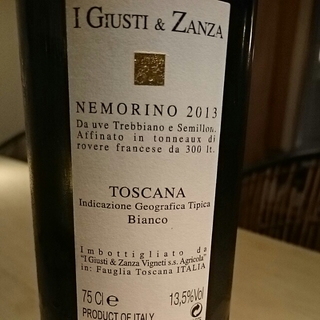 I GIUSTI & ZANZA
NEMORINO 2013
Da uve Trebbiano e Semillon.
Affinato in tonneaux di
rovere francese da 300 lt.
TOSCANA
Indicazione Geografica Tipica
Bianco
Imbottigliato da
"I Giusti & Zanza Vigneti s.s. Agricola"
in: Fauglia Toscana ITALIA
75 Cl e 13,5%Vol
PRODUCT OF ITALY